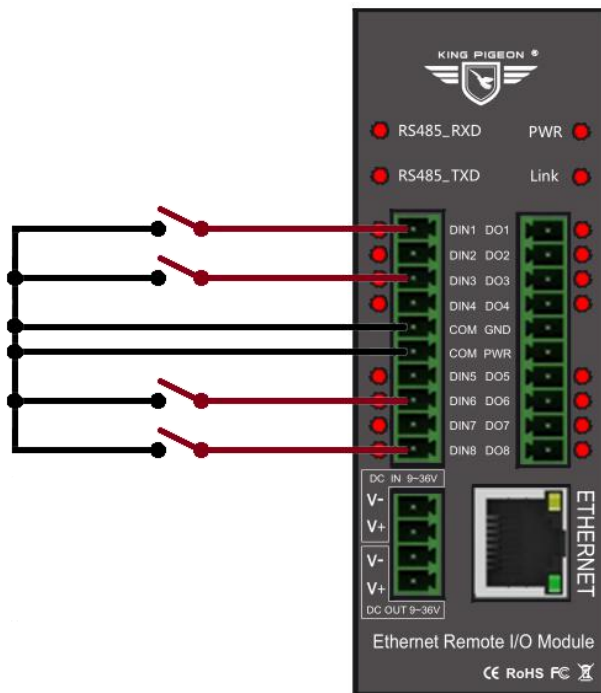 KING PIGEON ®
RS485_RXD PWR
RS485_TXD Link
DIN1 DO1
DIN2 DO2
DIN3 DO3
DIN4 DO4
COM GND
COM PWR
DIN5 DO5
DIN6 DO6
DIN7 DO7
DIN8 DO8
DC IN 9-36V
V-
V+
V-
V+
DC OUT 9-36V
ETHERNET
Ethernet Remote I/O Module
CE RoHS FC